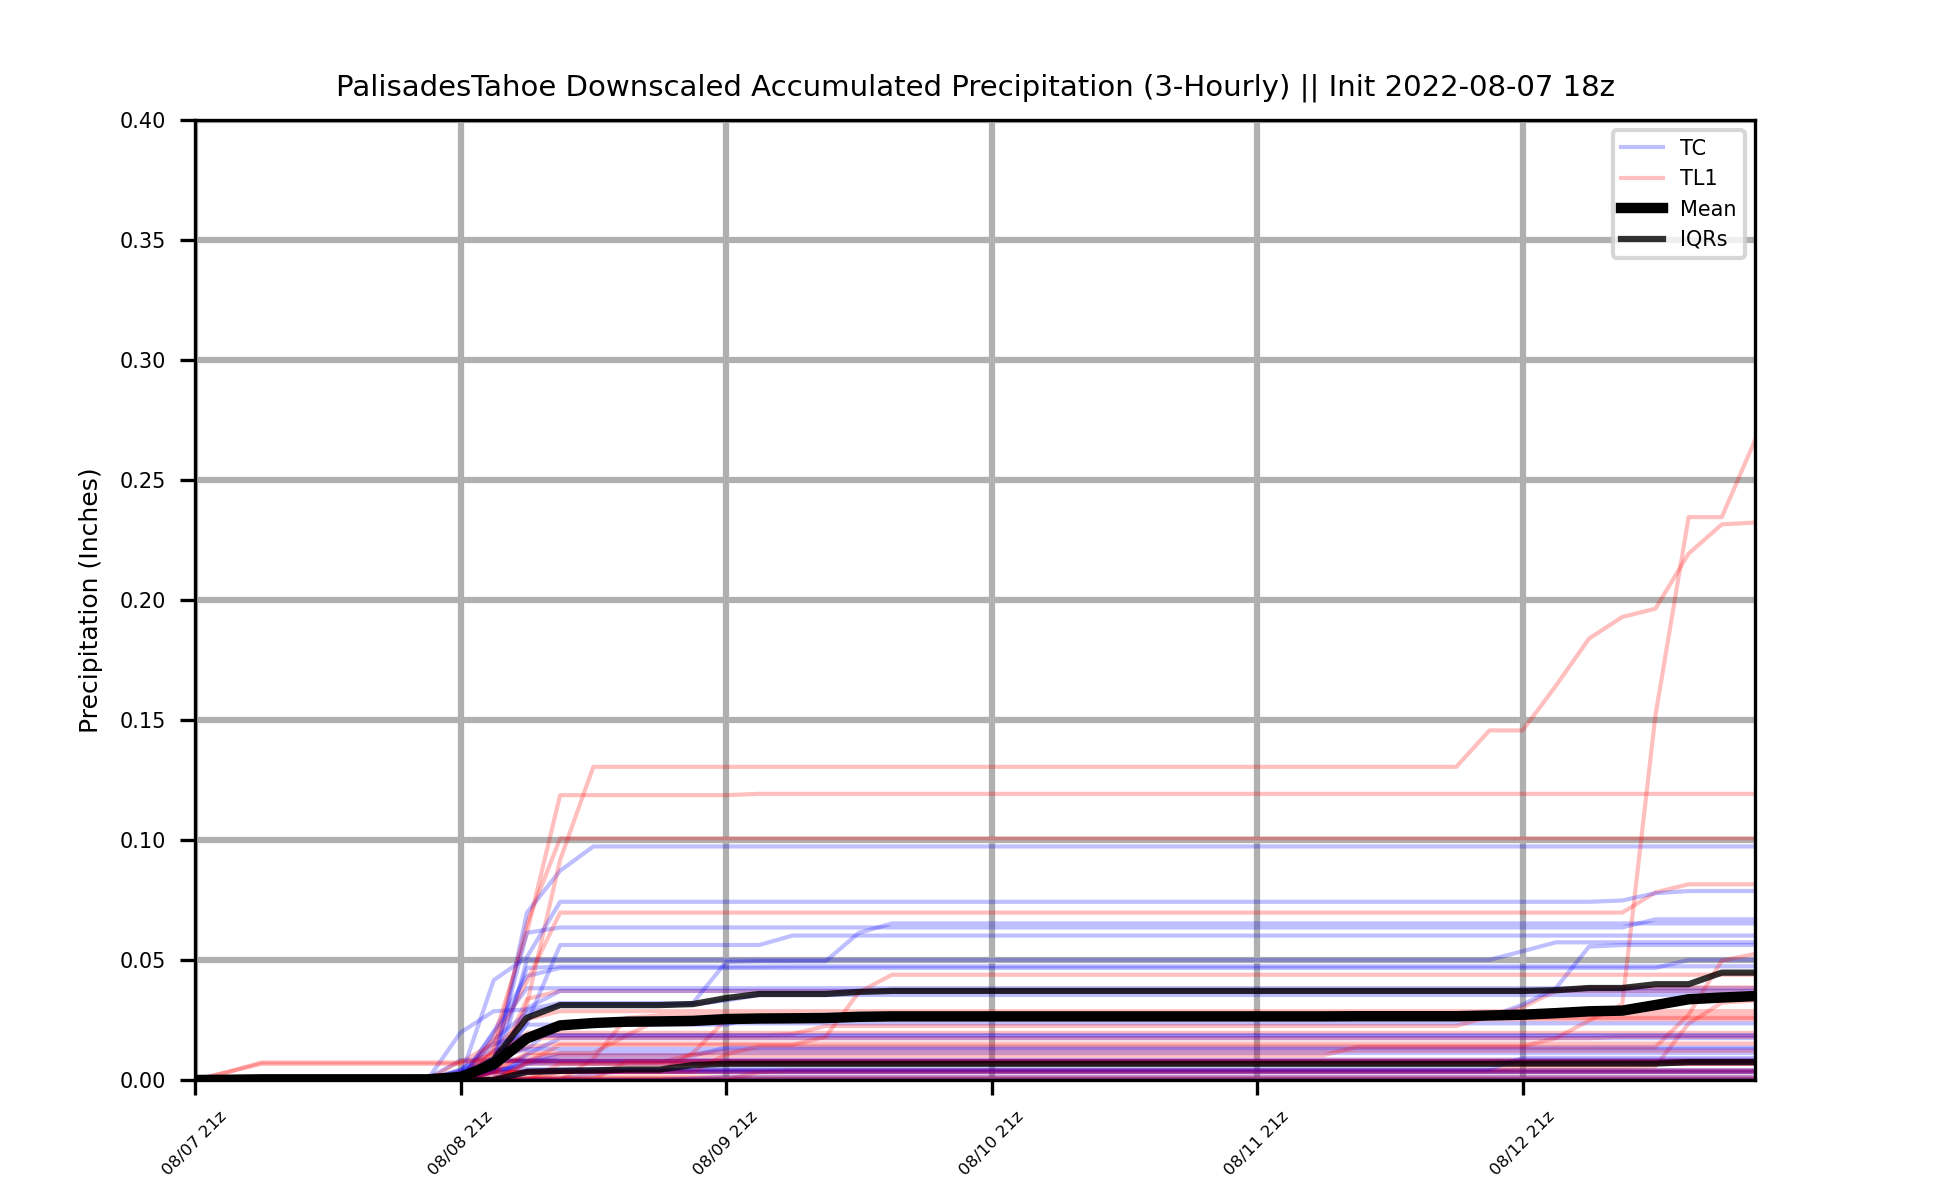 PalisadesTahoe Downscaled Accumulated Precipitation (3-Hourly) || Init 2022-08-07 18z
Precipitation (Inches)
0.40
0.35
0.30
0.25
0.20
0.15
0.10
0.05
0.00
TC
TL1
Mean
IQRs
08/07 21z
08/08 21z
08/09 21z
08/10 21z
08/11 21z
08/12 21z